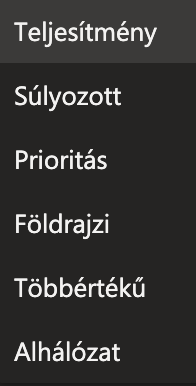 Teljesítmény
Súlyozott
Prioritás
Földrajzi
Többértékű
Alhálózat